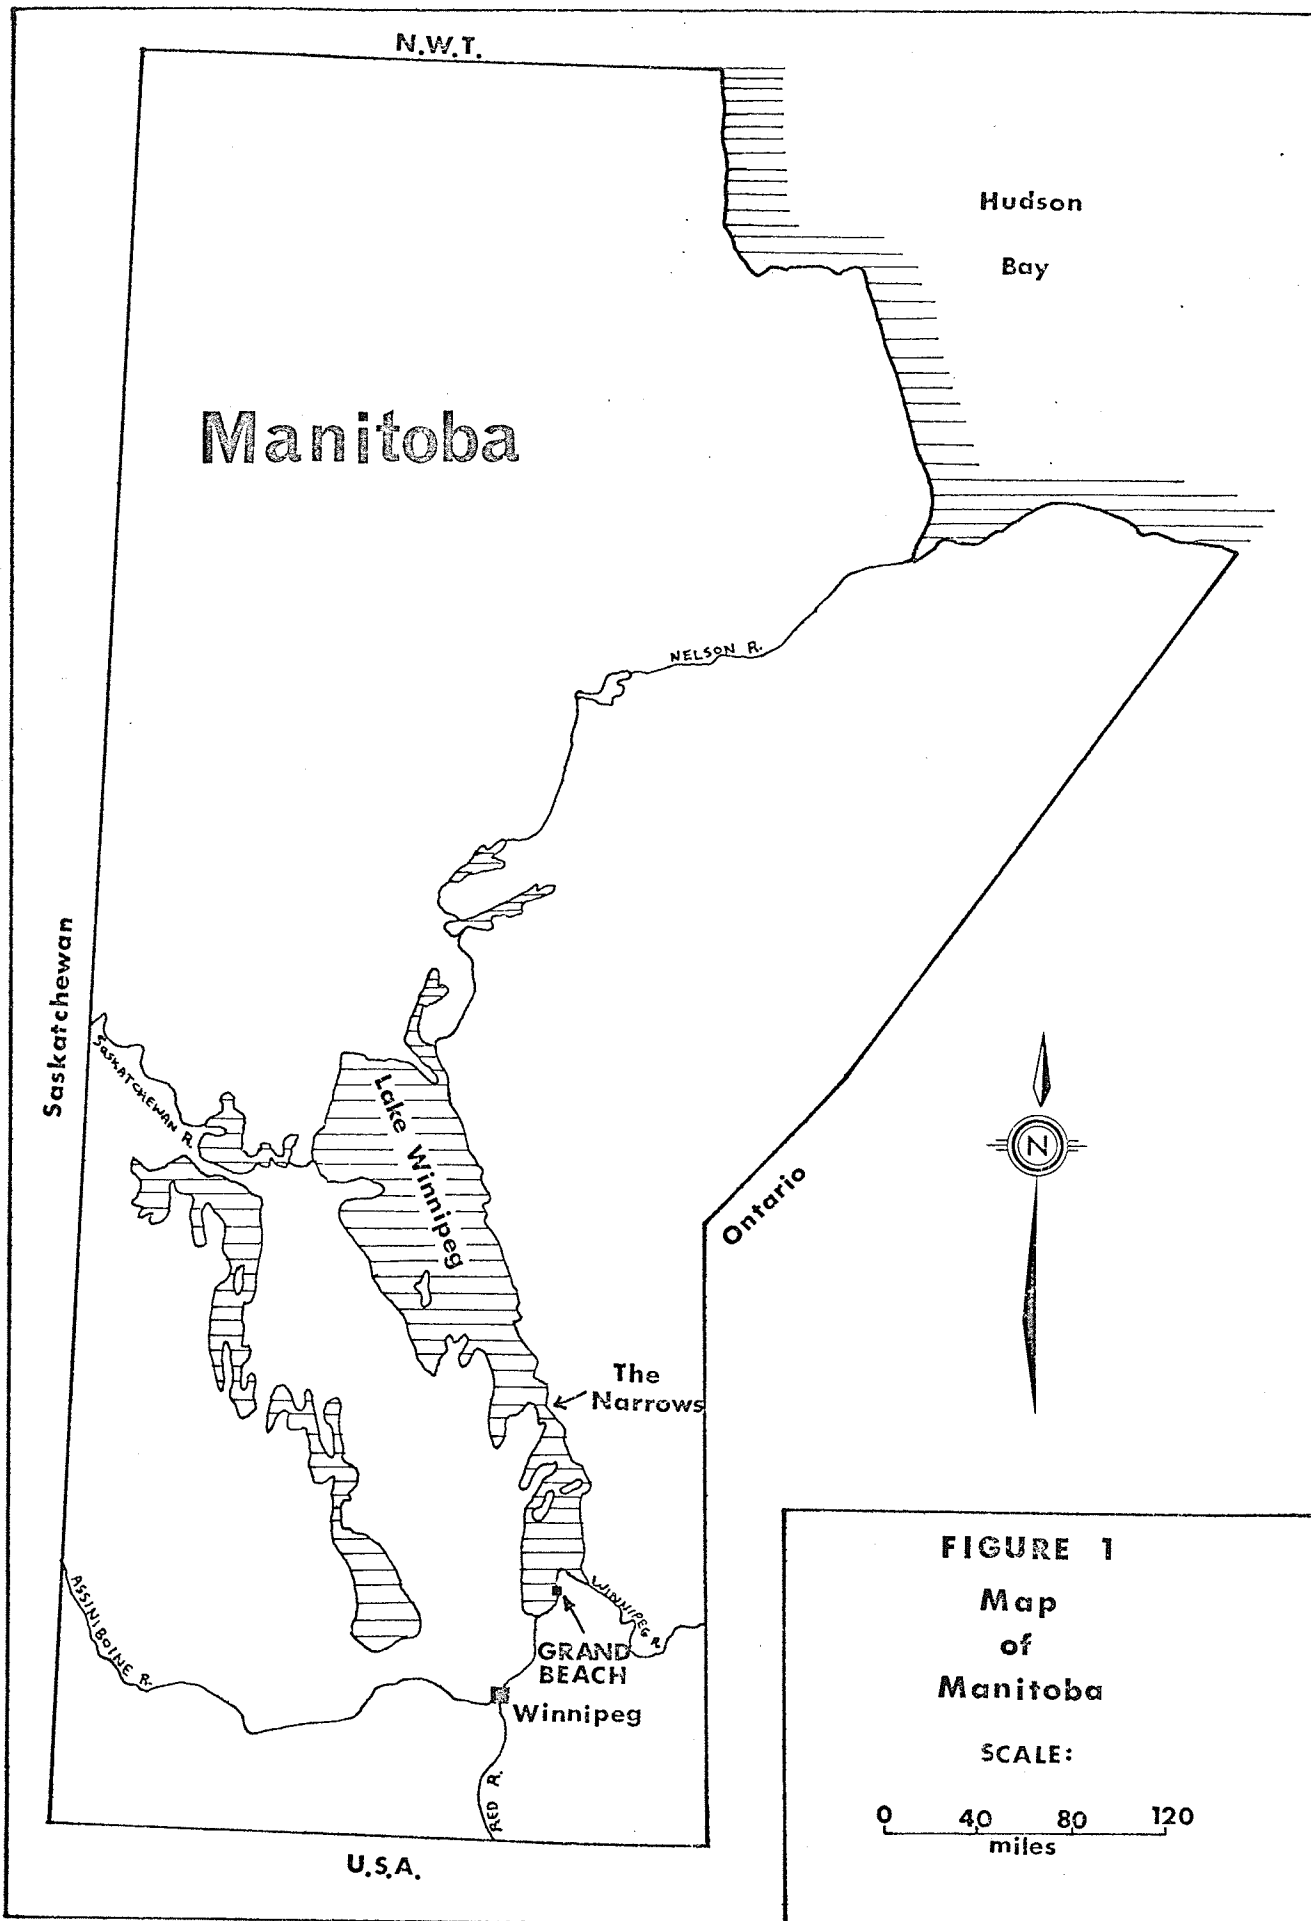 N.W.T.
Hudson
Bay
Manitoba
NELSON R.
Saskatchewan
SASKATCHEWAN R.
Lake Winnipeg
N
Ontario
The
Narrows
ASSINIBOINE R.
WINNIPEG R.
GRAND
BEACH
Winnipeg
RED R.
U.S.A.
FIGURE 1
Map
of
Manitoba
SCALE:
0 40 80 120
miles